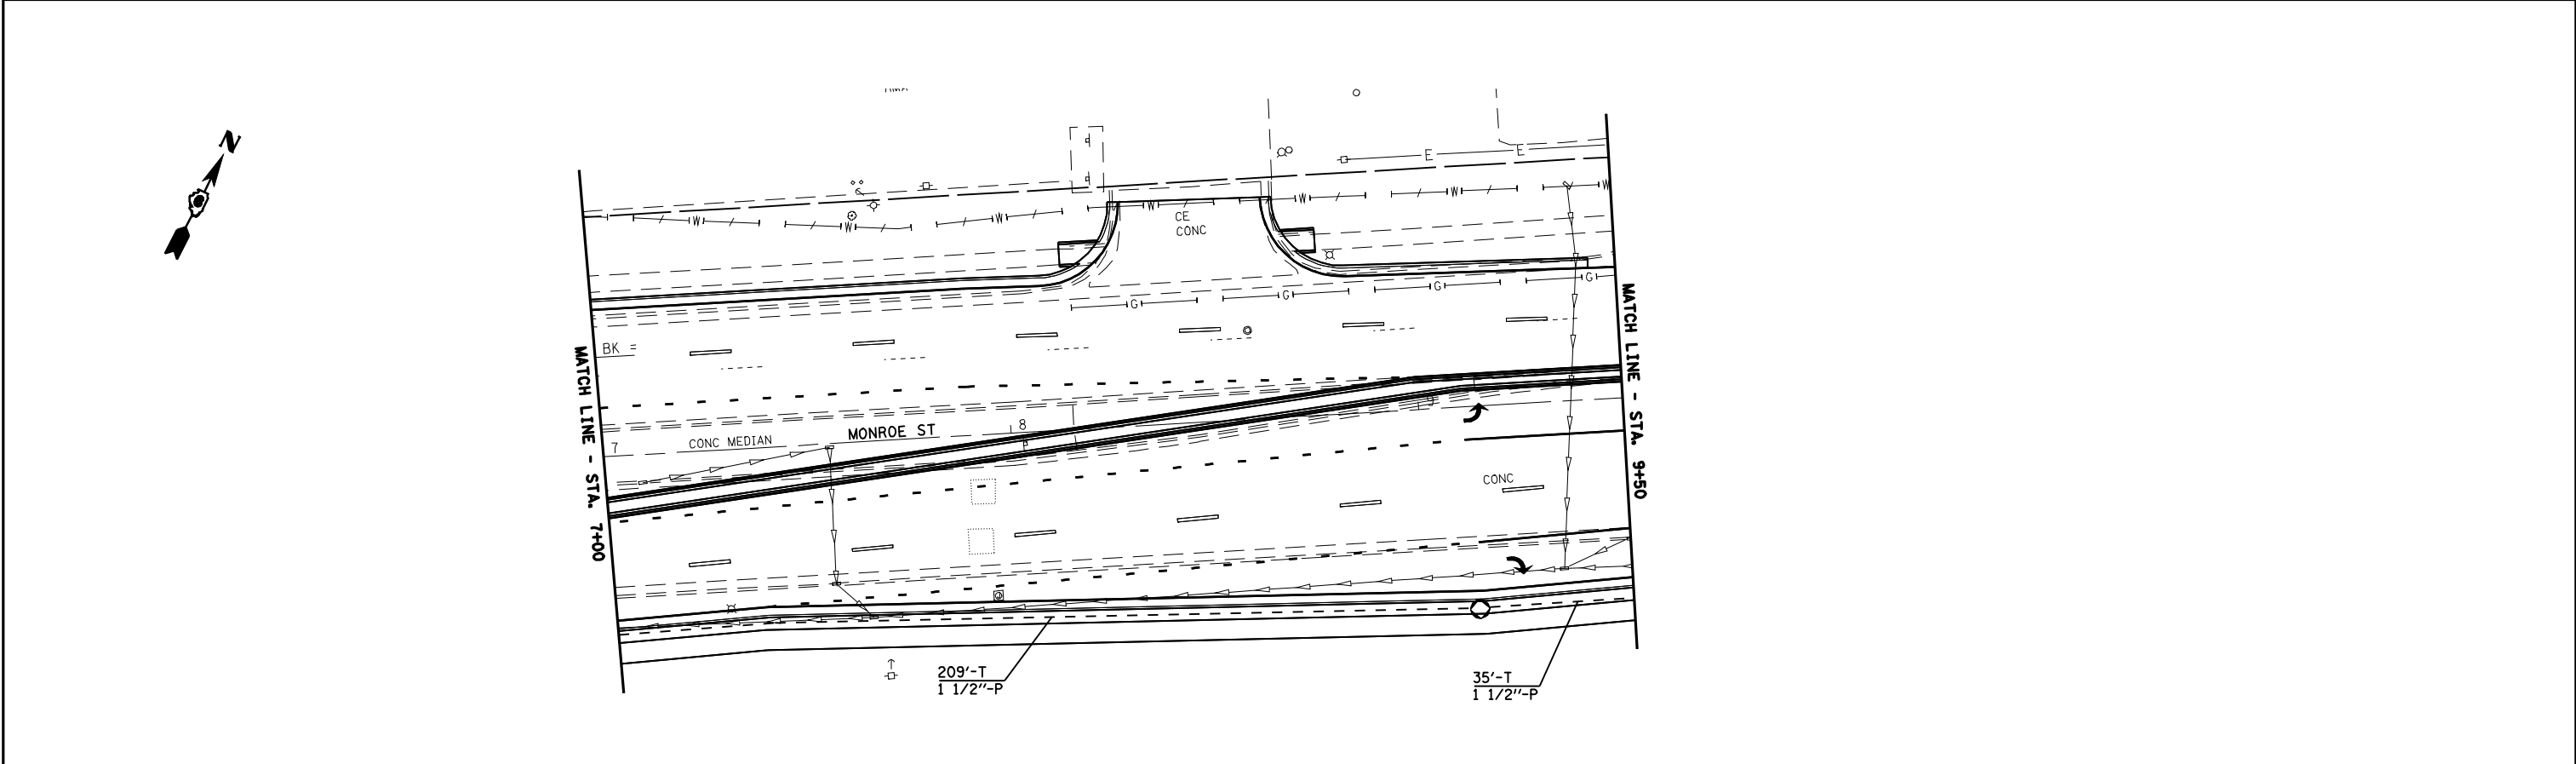 N
E E
W W W W W W W
CE
CONC
G G G G
BK =
MATCH LINE - STA. 7+00
MATCH LINE - STA. 9+50
7
CONC MEDIAN
MONROE ST
8
9
CONC
209'-T
1 1/2"-P
35'-T
1 1/2"-P